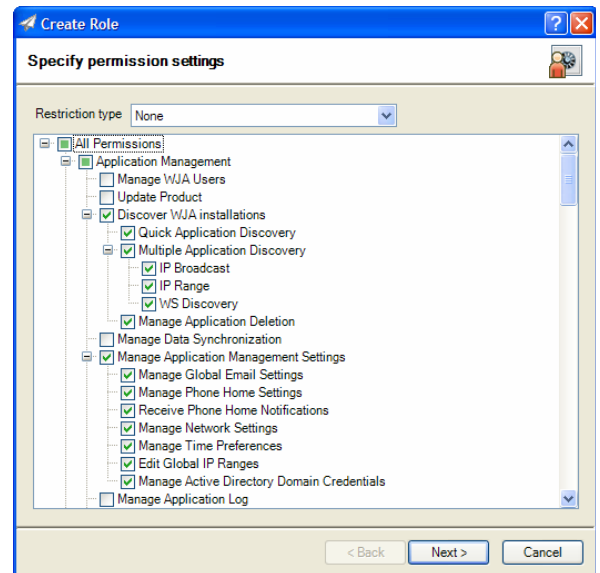 Create Role
Specify permission settings
Restriction type None
All Permissions
Application Management
Manage WJA Users
Update Product
Discover WJA installations
Quick Application Discovery
Multiple Application Discovery
IP Broadcast
IP Range
WS Discovery
Manage Application Deletion
Manage Data Synchronization
Manage Application Management Settings
Manage Global Email Settings
Manage Phone Home Settings
Receive Phone Home Notifications
Manage Network Settings
Manage Time Preferences
Edit Global IP Ranges
Manage Active Directory Domain Credentials
Manage Application Log
< Back Next > Cancel